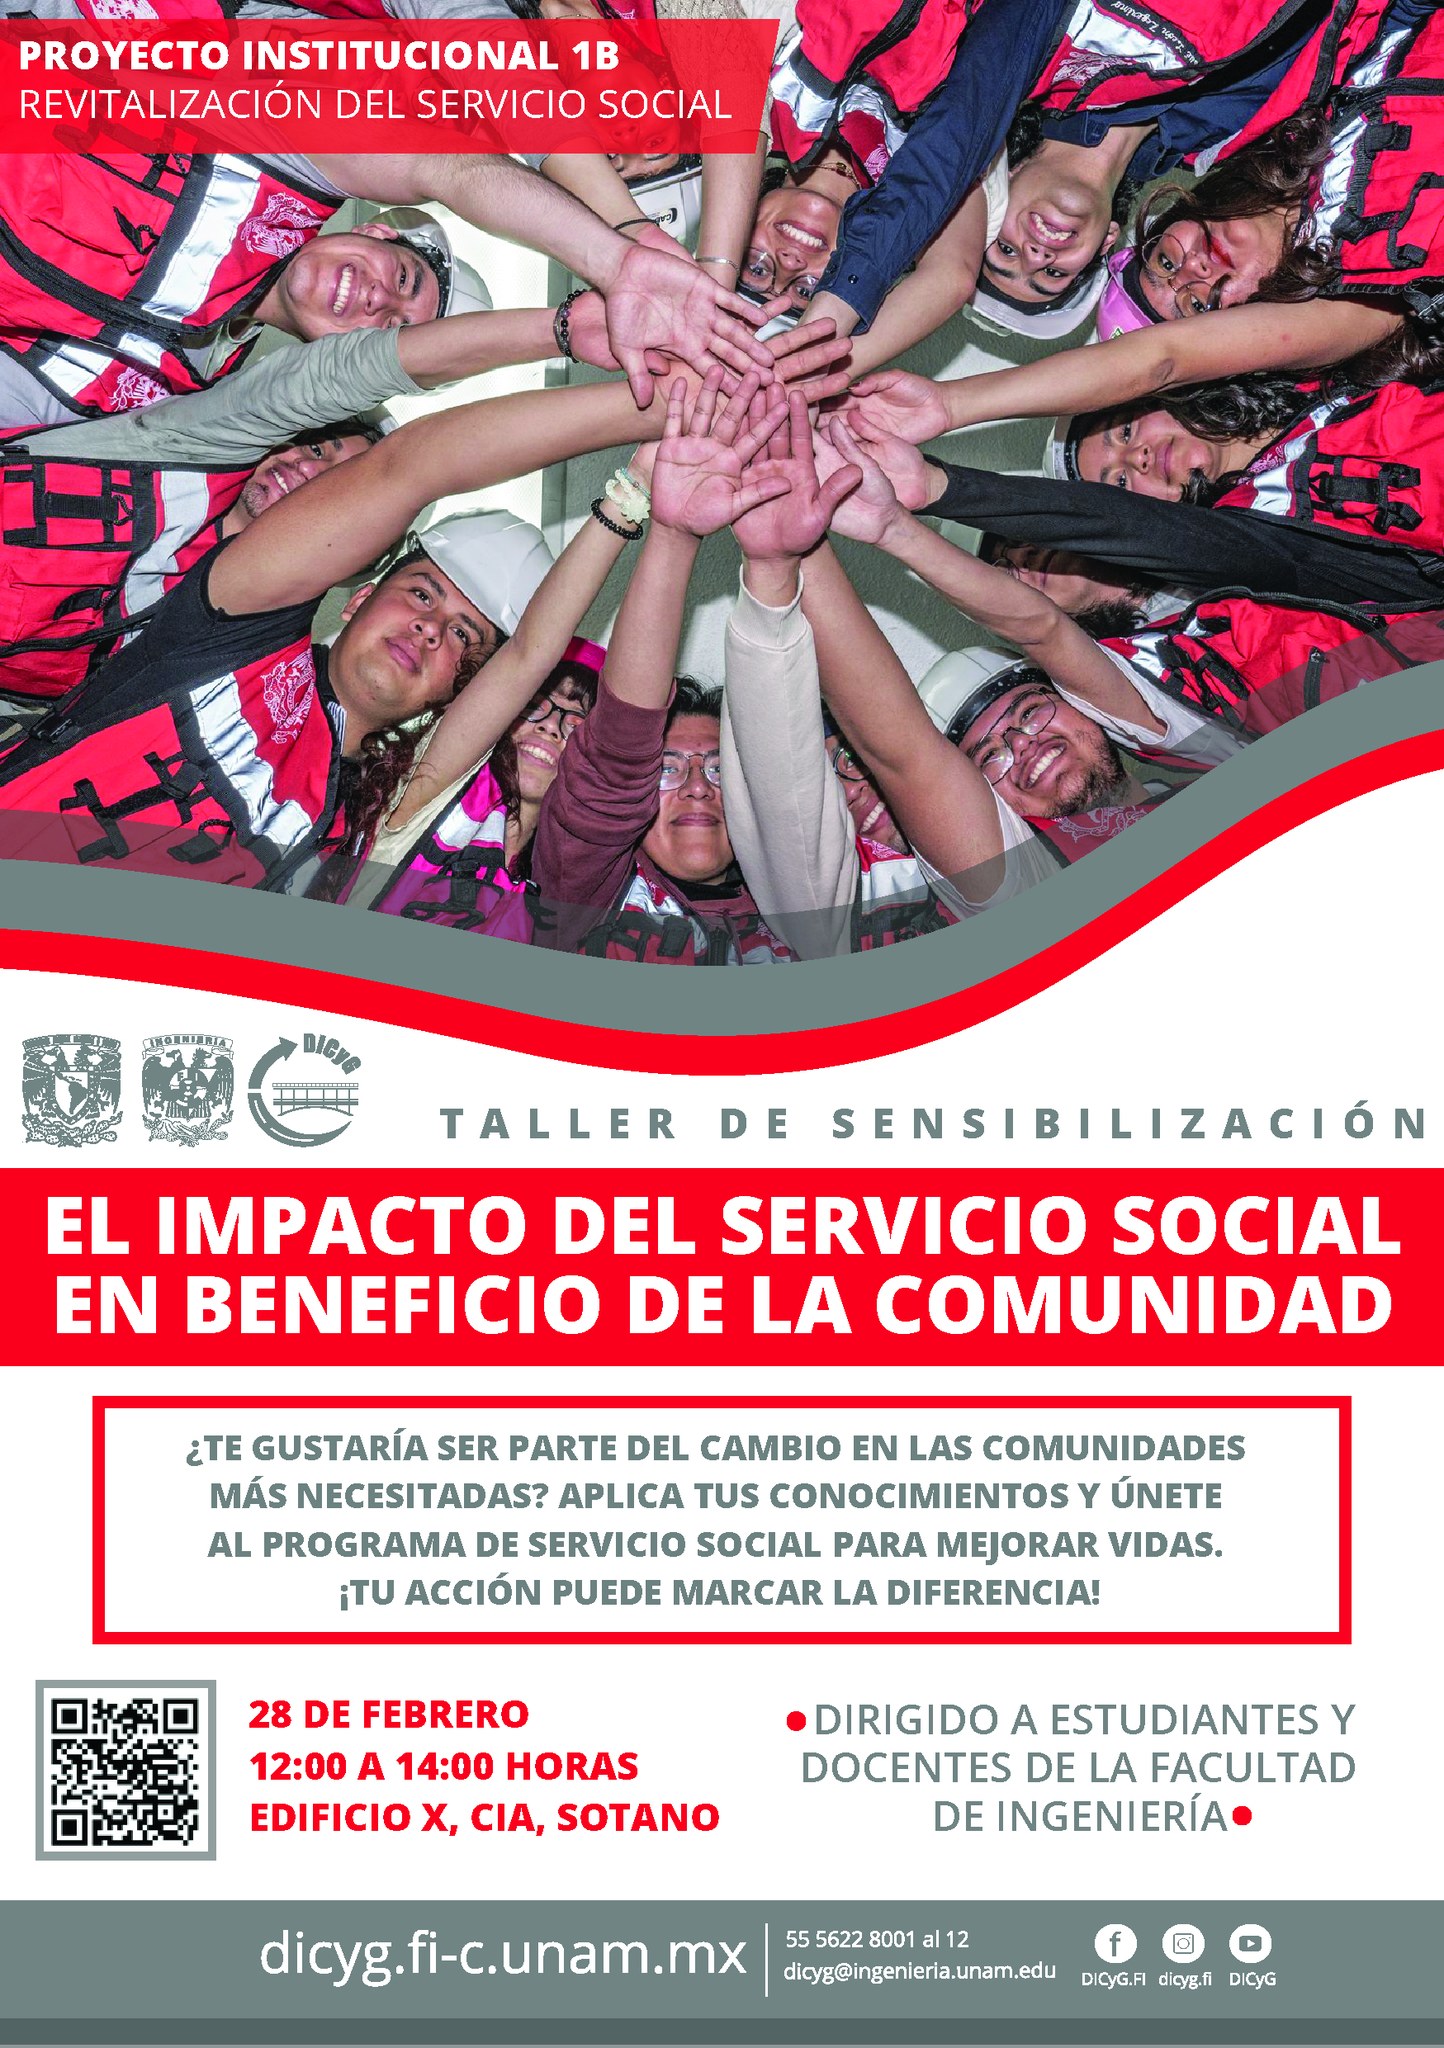 PROYECTO INSTITUCIONAL 1B
REVITALIZACIÓN DEL SERVICIO SOCIAL
INGENIERIA
DICyG
TALLER DE SENSIBILIZACIÓN
EL IMPACTO DEL SERVICIO SOCIAL
EN BENEFICIO DE LA COMUNIDAD
¿TE GUSTARÍA SER PARTE DEL CAMBIO EN LAS COMUNIDADES
MÁS NECESITADAS? APLICA TUS CONOCIMIENTOS Y ÚNETE
AL PROGRAMA DE SERVICIO SOCIAL PARA MEJORAR VIDAS.
¡TU ACCIÓN PUEDE MARCAR LA DIFERENCIA!
28 DE FEBRERO
12:00 A 14:00 HORAS
EDIFICIO X, CIA, SOTANO
•DIRIGIDO A ESTUDIANTES Y
DOCENTES DE LA FACULTAD
DE INGENIERÍA•
dicyg.fi-c.unam.mx
55 5622 8001 al 12
dicyg@ingenieria.unam.edu
DICyG.FI dicyg.fi DICyG